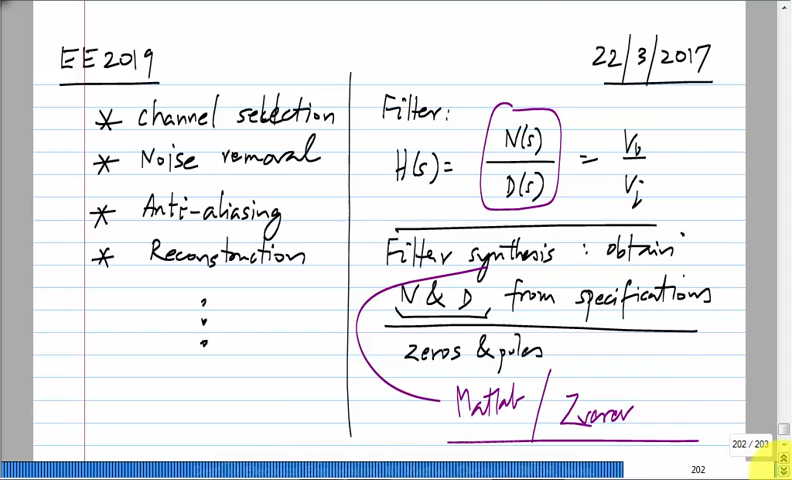 EE2019
22/3/2017
* Channel selection
* Noise removal
* Anti-aliasing
* Reconstruction
Filter:
H(s) = N(s) / D(s) = Vo / Vi
Filter synthesis : obtain
N & D from specifications
zeros & poles
Matlab / Zverev
202 / 203
202